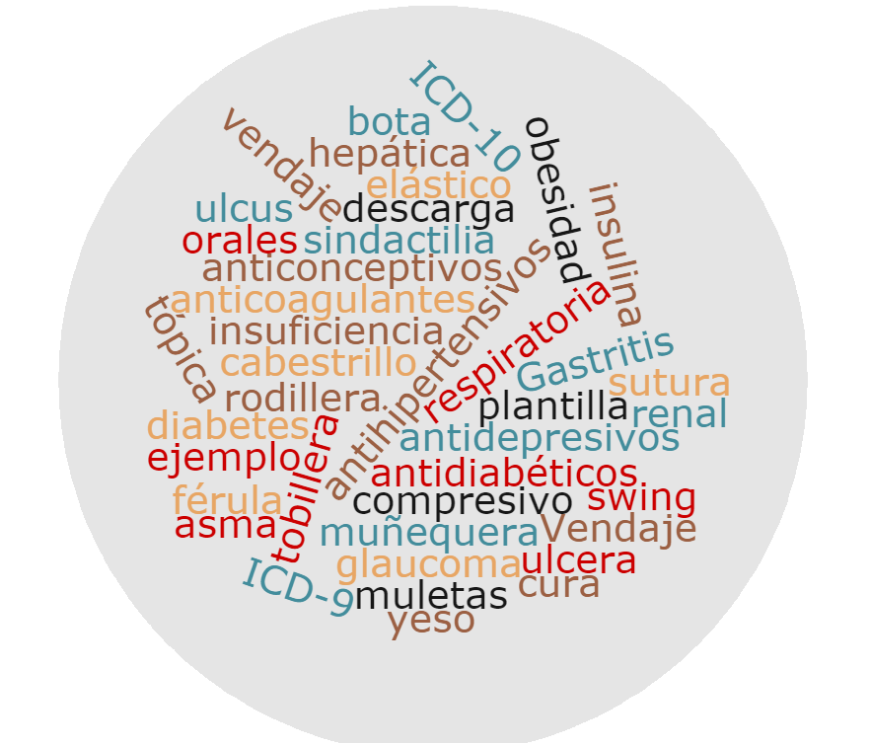 ICD-10
bota
obesidad
vendaje
hepática
elástico
insulina
ulcus
descarga
orales
sindactilia
anticonceptivos
antihipertensivos
anticoagulantes
tópica
respiratoria
insuficiencia
Gastritis
cabestrillo
sutura
rodillera
plantilla
renal
diabetes
antidepresivos
ejemplo
tobillera
antidiabéticos
férula
compresivo
swing
asma
muñequera
Vendaje
glaucoma
ulcera
ICD-9
cura
muletas
yeso